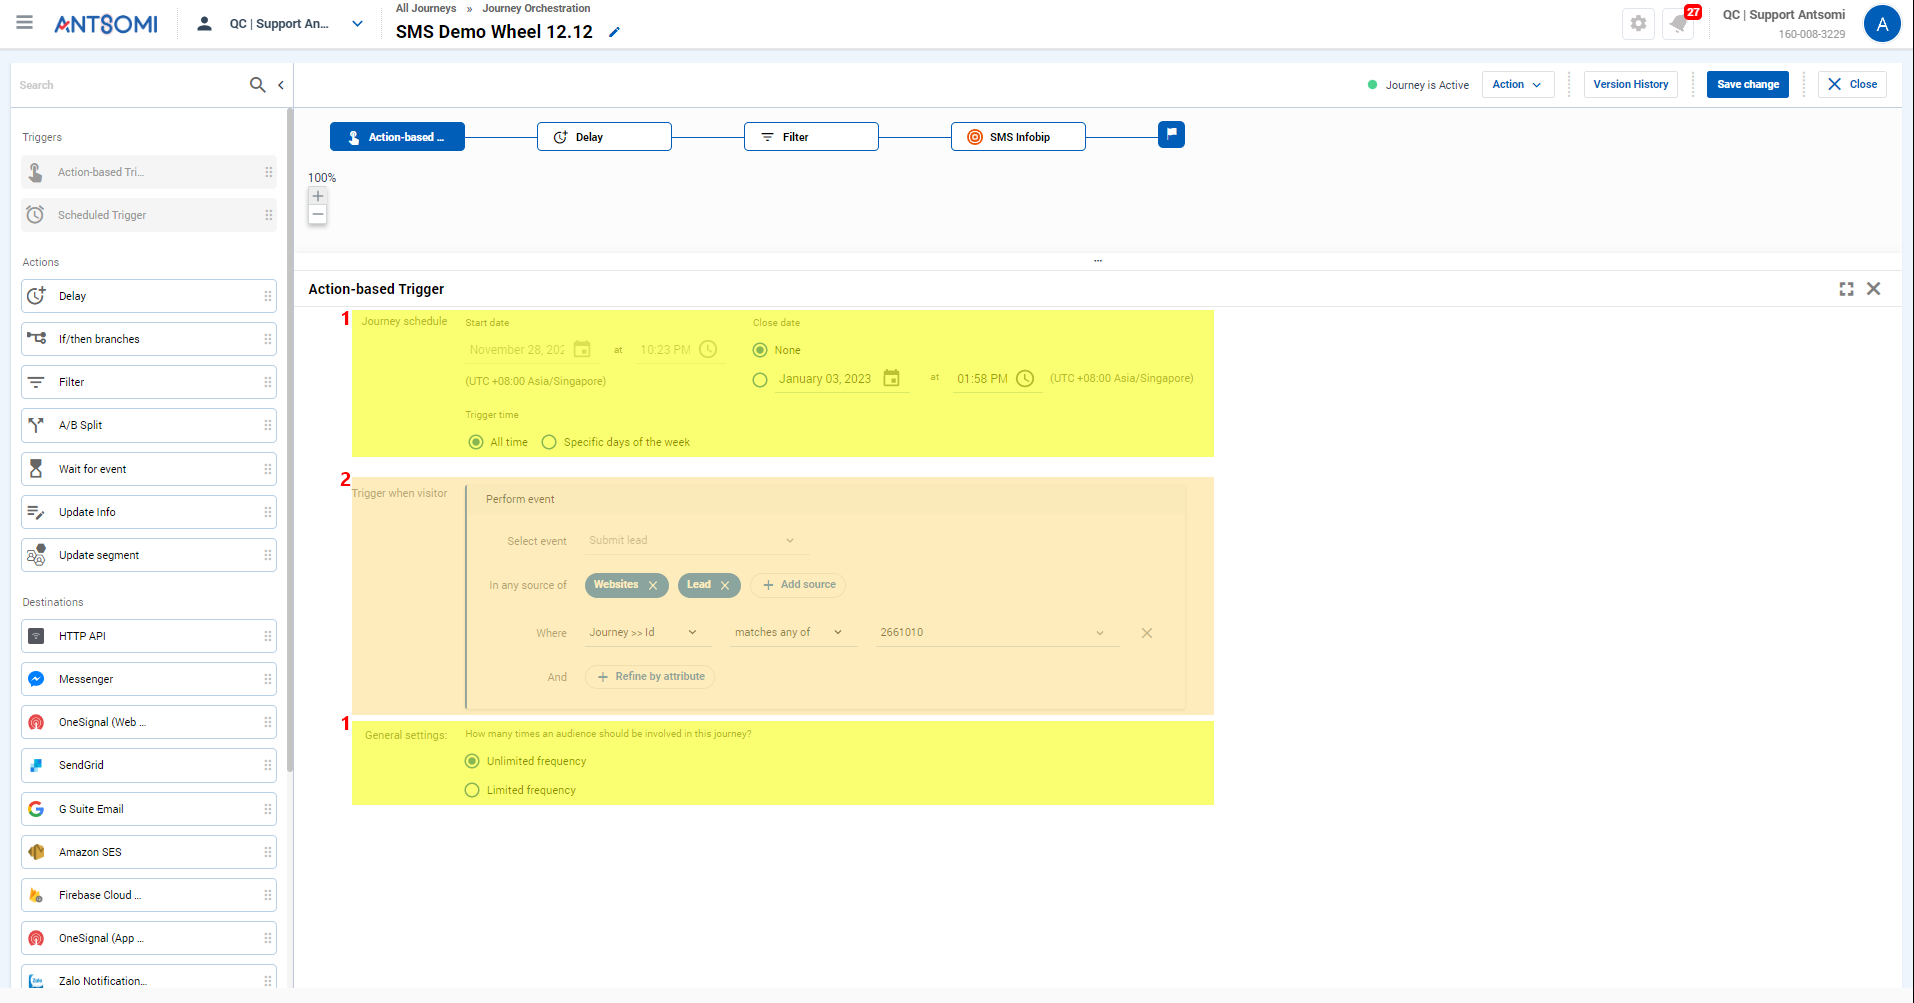 ANTSOMI
QC | Support An...
All Journeys » Journey Orchestration
SMS Demo Wheel 12.12
27
QC | Support Antsomi
160-008-3229
A
Search
Journey is Active
Action
Version History
Save change
Close
Triggers
Action-based Tri...
Scheduled Trigger
Actions
Delay
If/then branches
Filter
A/B Split
Wait for event
Update Info
Update segment
Destinations
HTTP API
Messenger
OneSignal (Web ...
SendGrid
G Suite Email
Amazon SES
Firebase Cloud ...
OneSignal (App ...
Zalo Notification...
Action-based ...
Delay
Filter
SMS Infobip
100%
...
Action-based Trigger
1
Journey schedule
Start date
Close date
November 28, 202
at
10:23 PM
None
(UTC +08:00 Asia/Singapore)
January 03, 2023
at
01:58 PM
(UTC +08:00 Asia/Singapore)
Trigger time
All time
Specific days of the week
2
Trigger when visitor
Perform event
Select event
Submit lead
In any source of
Websites
Lead
Add source
Where
Journey >> Id
matches any of
2661010
And
Refine by attribute
1
General settings:
How many times an audience should be involved in this journey?
Unlimited frequency
Limited frequency